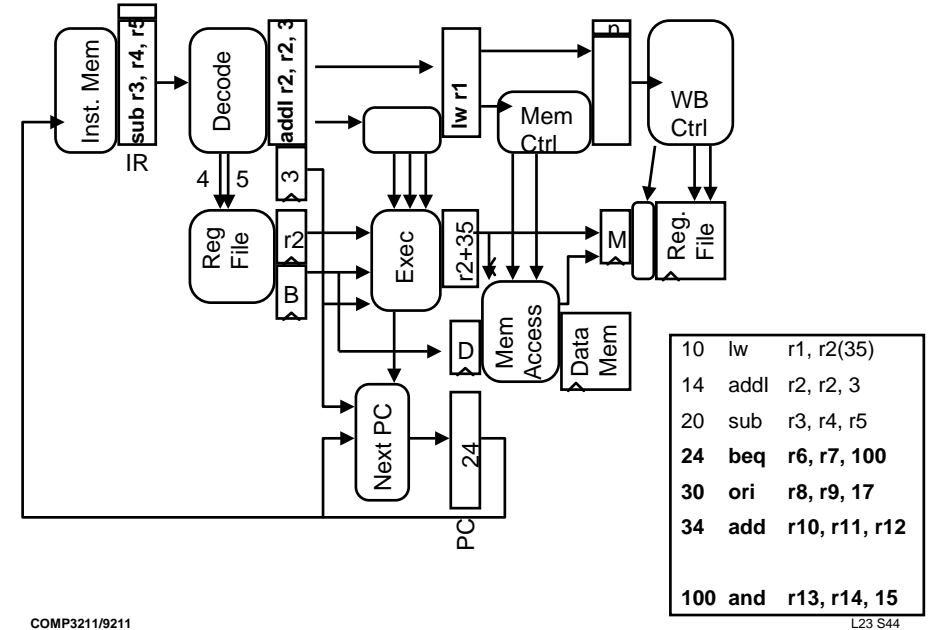 Inst. Mem
sub r3, r4, r5
IR
Decode
addI r2, r2, 3
3
4 5
Reg File
r2
B
Exec
lw r1
r2+35
Mem Ctrl
D
Mem Access
Data Mem
WB Ctrl
M
Reg. File
Next PC
24
PC
10 lw r1, r2(35)
14 addI r2, r2, 3
20 sub r3, r4, r5
24 beq r6, r7, 100
30 ori r8, r9, 17
34 add r10, r11, r12
100 and r13, r14, 15
COMP3211/9211
L23 S44